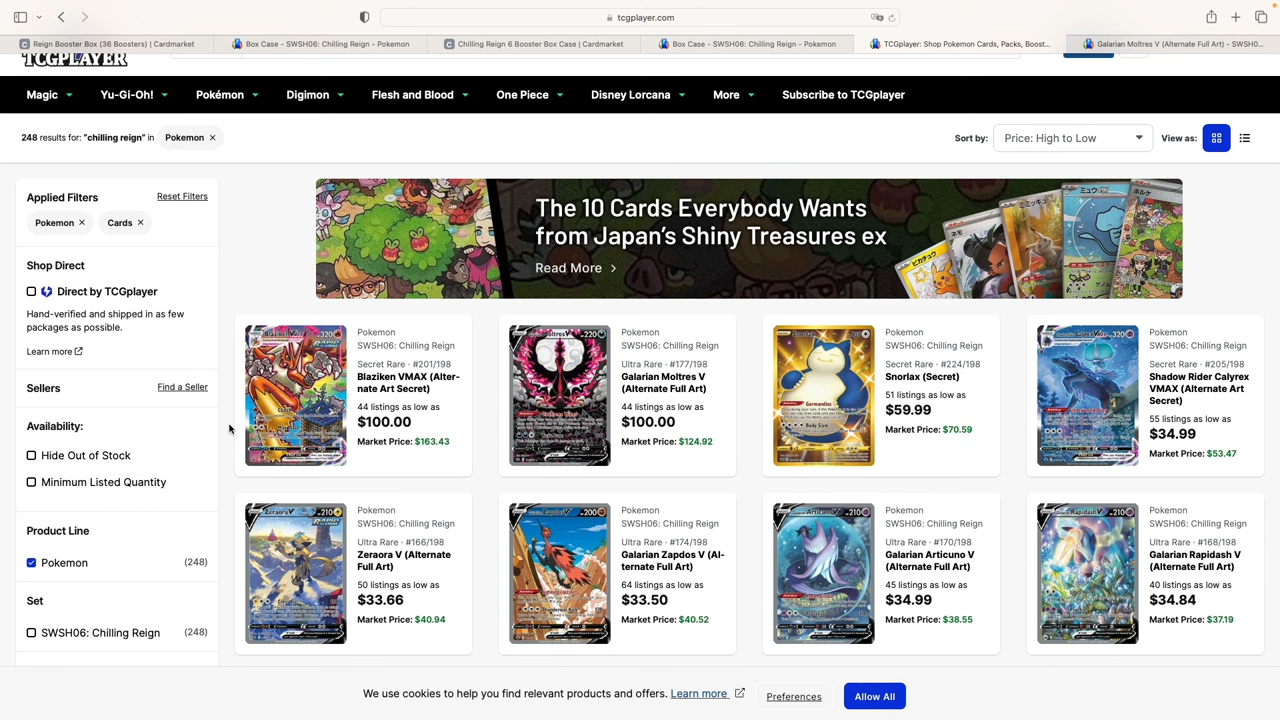 tcgplayer.com
Reign Booster Box (36 Boosters) | Cardmarket
Box Case - SWSH06: Chilling Reign - Pokemon
Chilling Reign 6 Booster Box Case | Cardmarket
Box Case - SWSH06: Chilling Reign - Pokemon
TCGplayer: Shop Pokemon Cards, Packs, Boost...
Galarian Moltres V (Alternate Full Art) - SWSH0...
TCGPLAYER
Magic
Yu-Gi-Oh!
Pokémon
Digimon
Flesh and Blood
One Piece
Disney Lorcana
More
Subscribe to TCGplayer
248 results for: "chilling reign" in
Pokemon
Sort by:
Price: High to Low
View as:
Applied Filters
Reset Filters
Pokemon
Cards
Shop Direct
Direct by TCGplayer
Hand-verified and shipped in as few
packages as possible.
Learn more
Sellers
Find a Seller
Availability:
Hide Out of Stock
Minimum Listed Quantity
Product Line
Pokemon
(248)
Set
SWSH06: Chilling Reign
(248)
The 10 Cards Everybody Wants
from Japan's Shiny Treasures ex
Read More
Pokemon
SWSH06: Chilling Reign
Secret Rare · #201/198
Blaziken VMAX (Alter-
nate Art Secret)
44 listings as low as
$100.00
Market Price: $163.43
Pokemon
SWSH06: Chilling Reign
Ultra Rare · #177/198
Galarian Moltres V
(Alternate Full Art)
44 listings as low as
$100.00
Market Price: $124.92
Pokemon
SWSH06: Chilling Reign
Secret Rare · #224/198
Snorlax (Secret)
51 listings as low as
$59.99
Market Price: $70.59
Pokemon
SWSH06: Chilling Reign
Secret Rare · #205/198
Shadow Rider Calyrex
VMAX (Alternate Art
Secret)
55 listings as low as
$34.99
Market Price: $53.47
Pokemon
SWSH06: Chilling Reign
Ultra Rare · #166/198
Zeraora V (Alternate
Full Art)
50 listings as low as
$33.66
Market Price: $40.94
Pokemon
SWSH06: Chilling Reign
Ultra Rare · #174/198
Galarian Zapdos V (Al-
ternate Full Art)
64 listings as low as
$33.50
Market Price: $40.52
Pokemon
SWSH06: Chilling Reign
Ultra Rare · #170/198
Galarian Articuno V
(Alternate Full Art)
45 listings as low as
$34.99
Market Price: $38.55
Pokemon
SWSH06: Chilling Reign
Ultra Rare · #168/198
Galarian Rapidash V
(Alternate Full Art)
40 listings as low as
$34.84
Market Price: $37.19
We use cookies to help you find relevant products and offers. Learn more
Preferences
Allow All